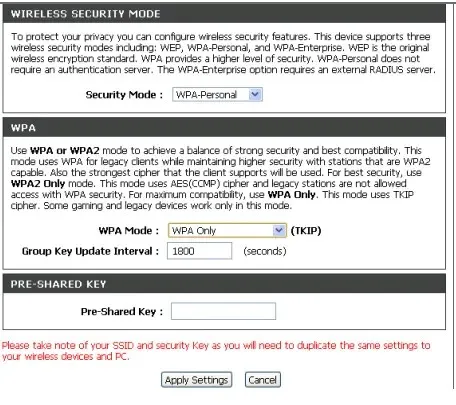 WIRELESS SECURITY MODE
To protect your privacy you can configure wireless security features. This device supports three
wireless security modes including: WEP, WPA-Personal, and WPA-Enterprise. WEP is the original
wireless encryption standard. WPA provides a higher level of security. WPA-Personal does not
require an authentication server. The WPA-Enterprise option requires an external RADIUS server.
Security Mode : WPA-Personal
WPA
Use WPA or WPA2 mode to achieve a balance of strong security and best compatibility. This
mode uses WPA for legacy clients while maintaining higher security with stations that are WPA2
capable. Also the strongest cipher that the client supports will be used. For best security, use
WPA2 Only mode. This mode uses AES(CCMP) cipher and legacy stations are not allowed
access with WPA security. For maximum compatibility, use WPA Only. This mode uses TKIP
cipher. Some gaming and legacy devices work only in this mode.
WPA Mode : WPA Only (TKIP)
Group Key Update Interval : 1800 (seconds)
PRE-SHARED KEY
Pre-Shared Key :
Please take note of your SSID and security Key as you will need to duplicate the same settings to
your wireless devices and PC.
Apply Settings Cancel